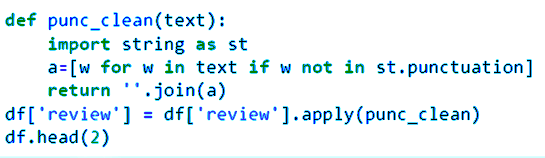 def punc_clean(text):
    import string as st
    a=[w for w in text if w not in st.punctuation]
    return ''.join(a)
df['review'] = df['review'].apply(punc_clean)
df.head(2)